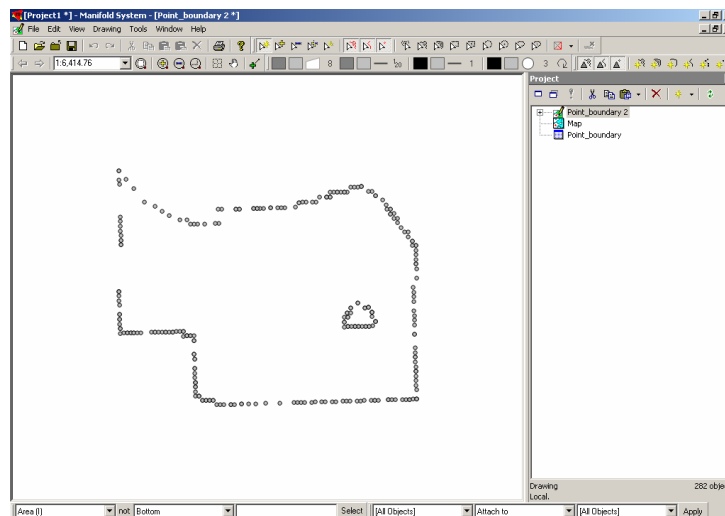 [Project1 *] - Manifold System - [Point_boundary 2 *]
File Edit View Drawing Tools Window Help
1:6,414.76
8
1
3
Project
Point_boundary 2
Map
Point_boundary
Drawing
282 obje
Local.
Area (I)
not
Bottom
Select
[All Objects]
Attach to
[All Objects]
Apply